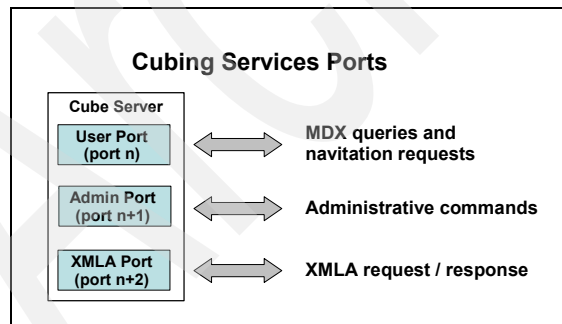 Cubing Services Ports
Cube Server
User Port
(port n)
MDX queries and
navitation requests
Admin Port
(port n+1)
Administrative commands
XMLA Port
(port n+2)
XMLA request / response